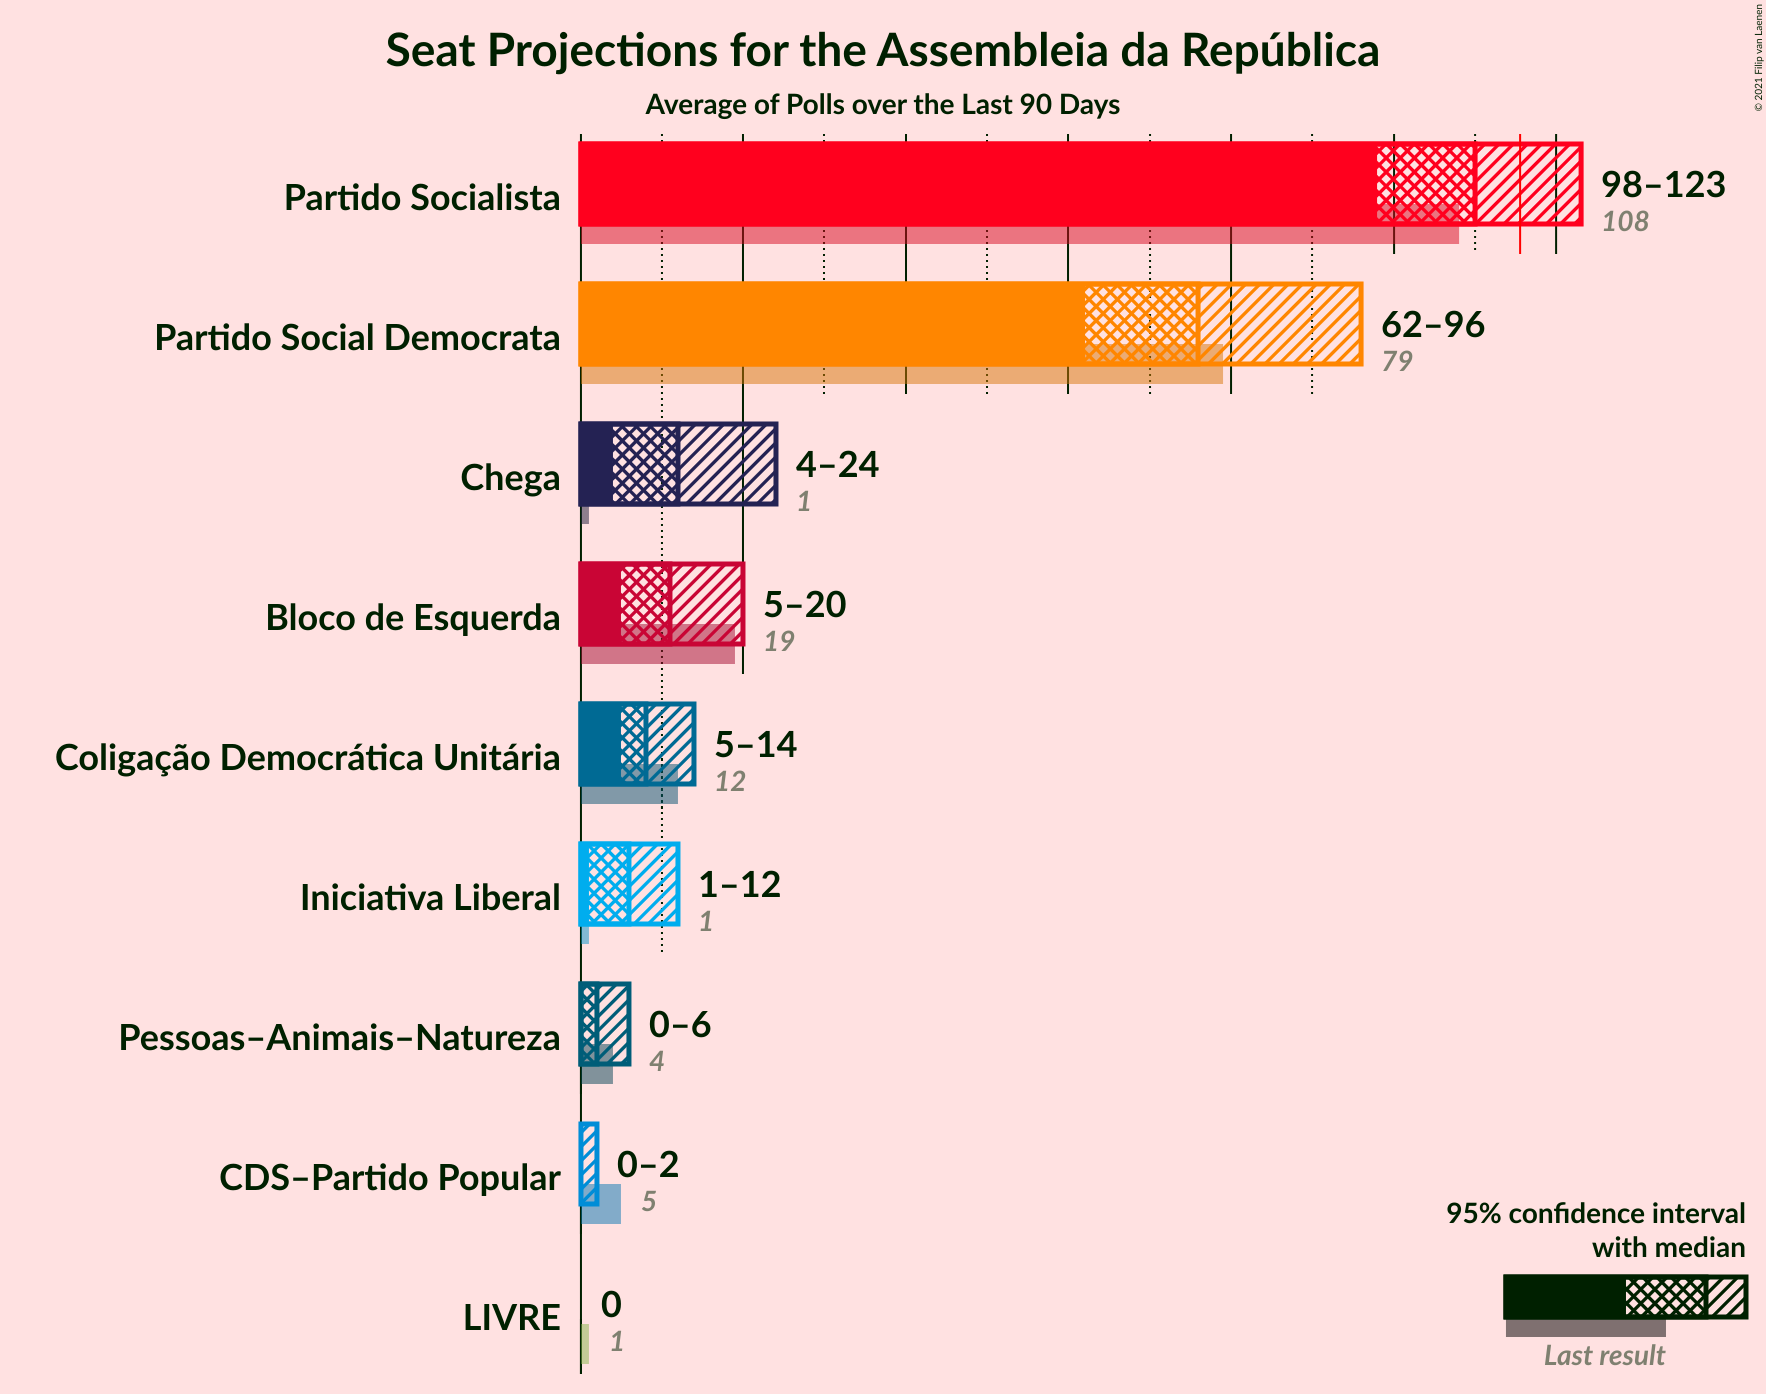 Seat Projections for the Assembleia da República
Average of Polls over the Last 90 Days
© 2021 Filip van Laenen
Partido Socialista
98–123
108
Partido Social Democrata
62–96
79
Chega
4–24
1
Bloco de Esquerda
5–20
19
Coligação Democrática Unitária
5–14
12
Iniciativa Liberal
1–12
1
Pessoas–Animais–Natureza
0–6
4
CDS–Partido Popular
0–2
5
LIVRE
0
1
95% confidence interval
with median
Last result